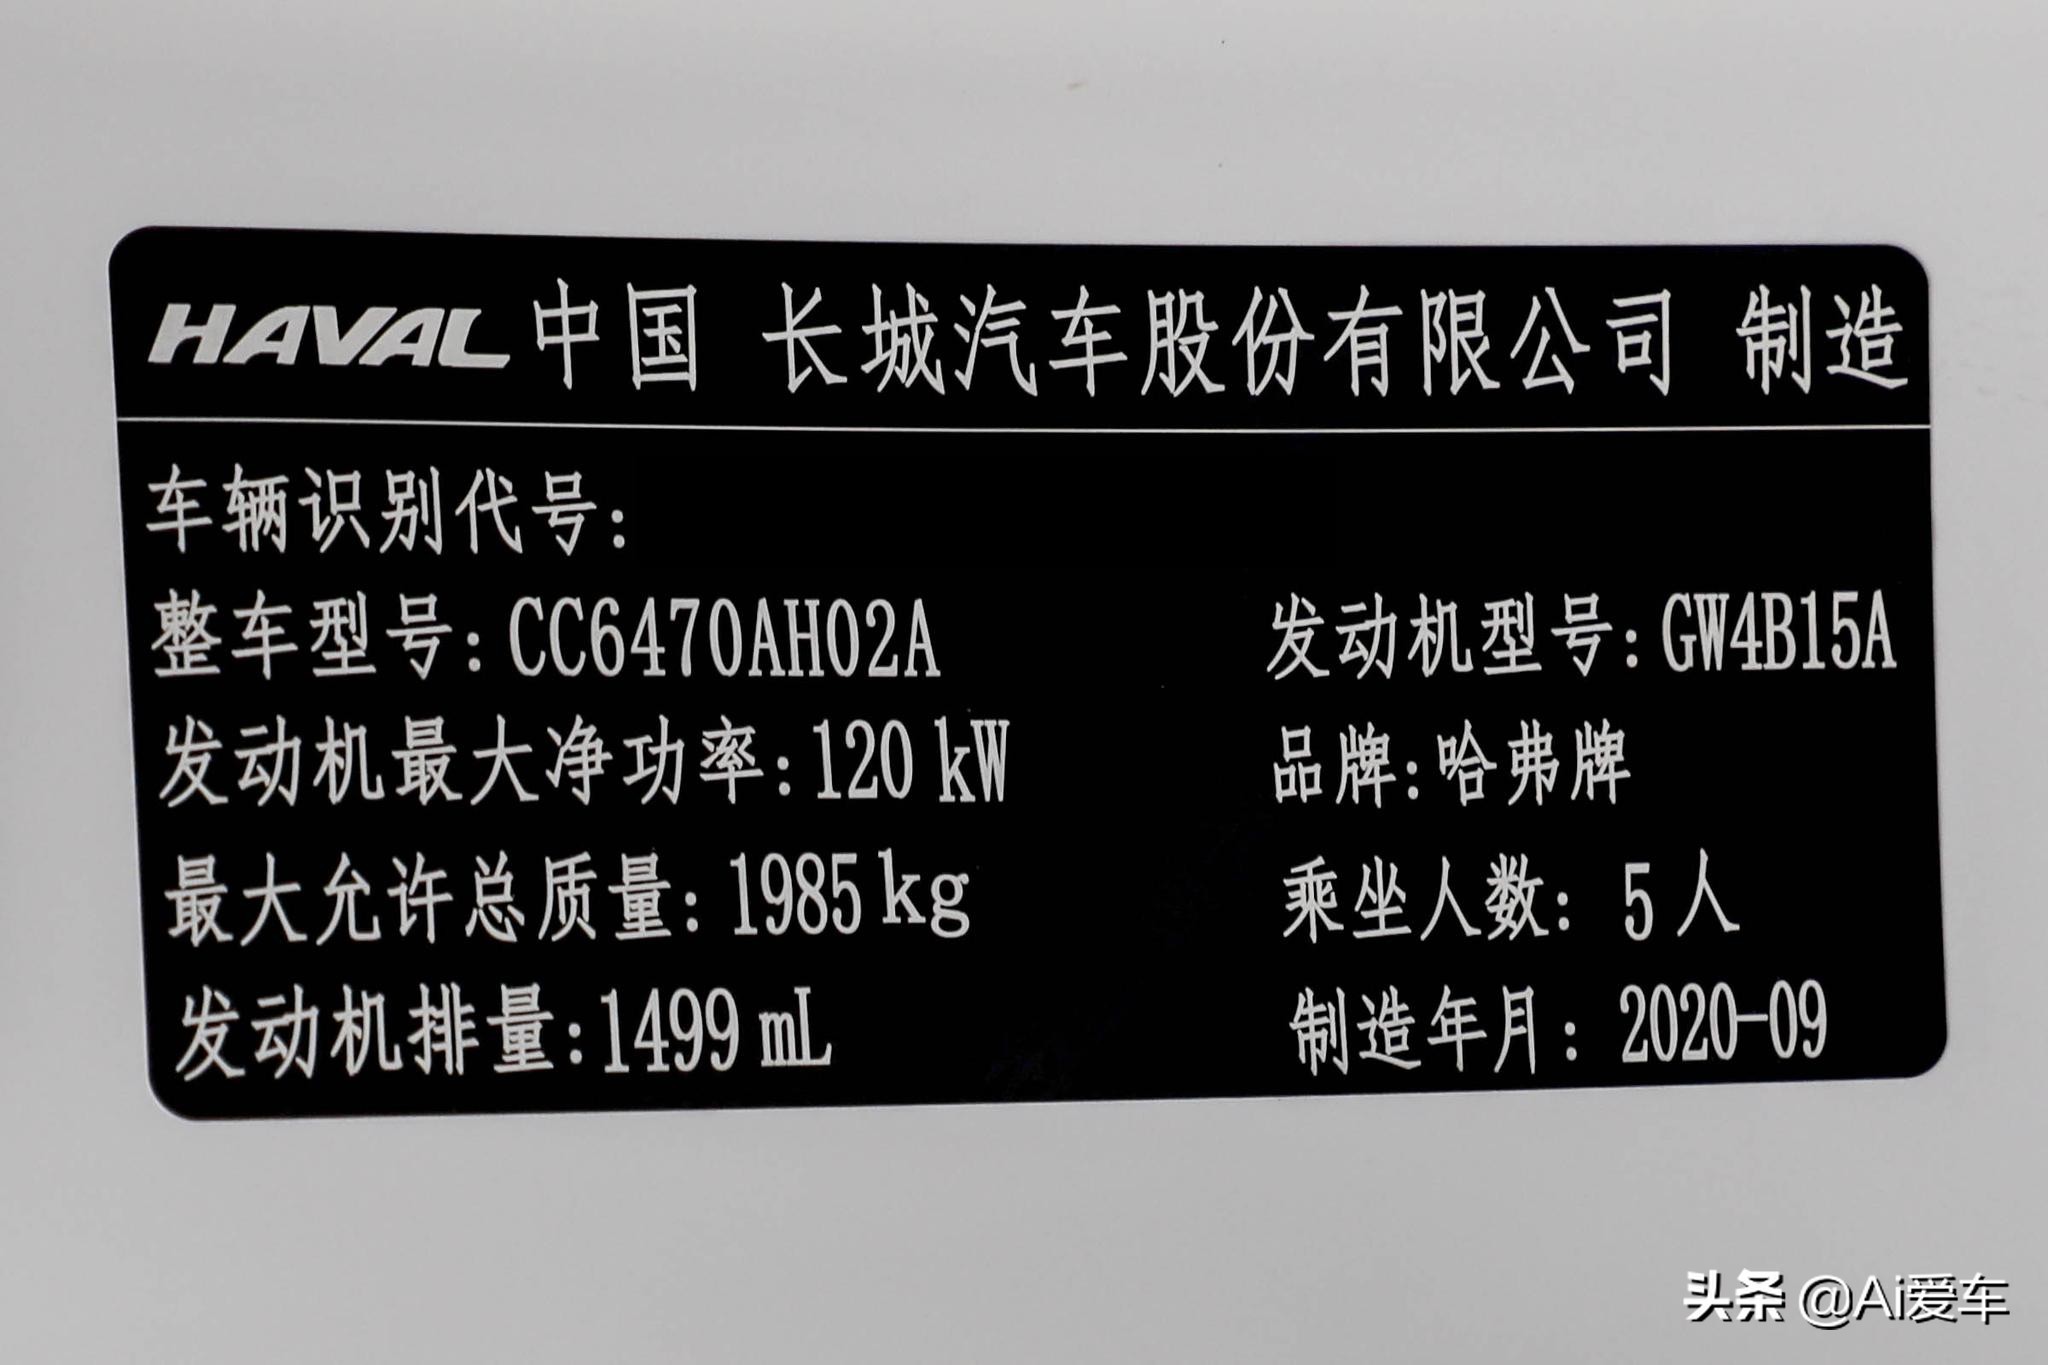 HAVAL 中国 长城汽车股份有限公司 制造
车辆识别代号:
整车型号:CC6470AH02A 发动机型号:GW4B15A
发动机最大净功率:120 kW 品牌:哈弗牌
最大允许总质量:1985kg 乘坐人数: 5人
发动机排量:1499 mL 制造年月: 2020-09
头条 @Ai爱车